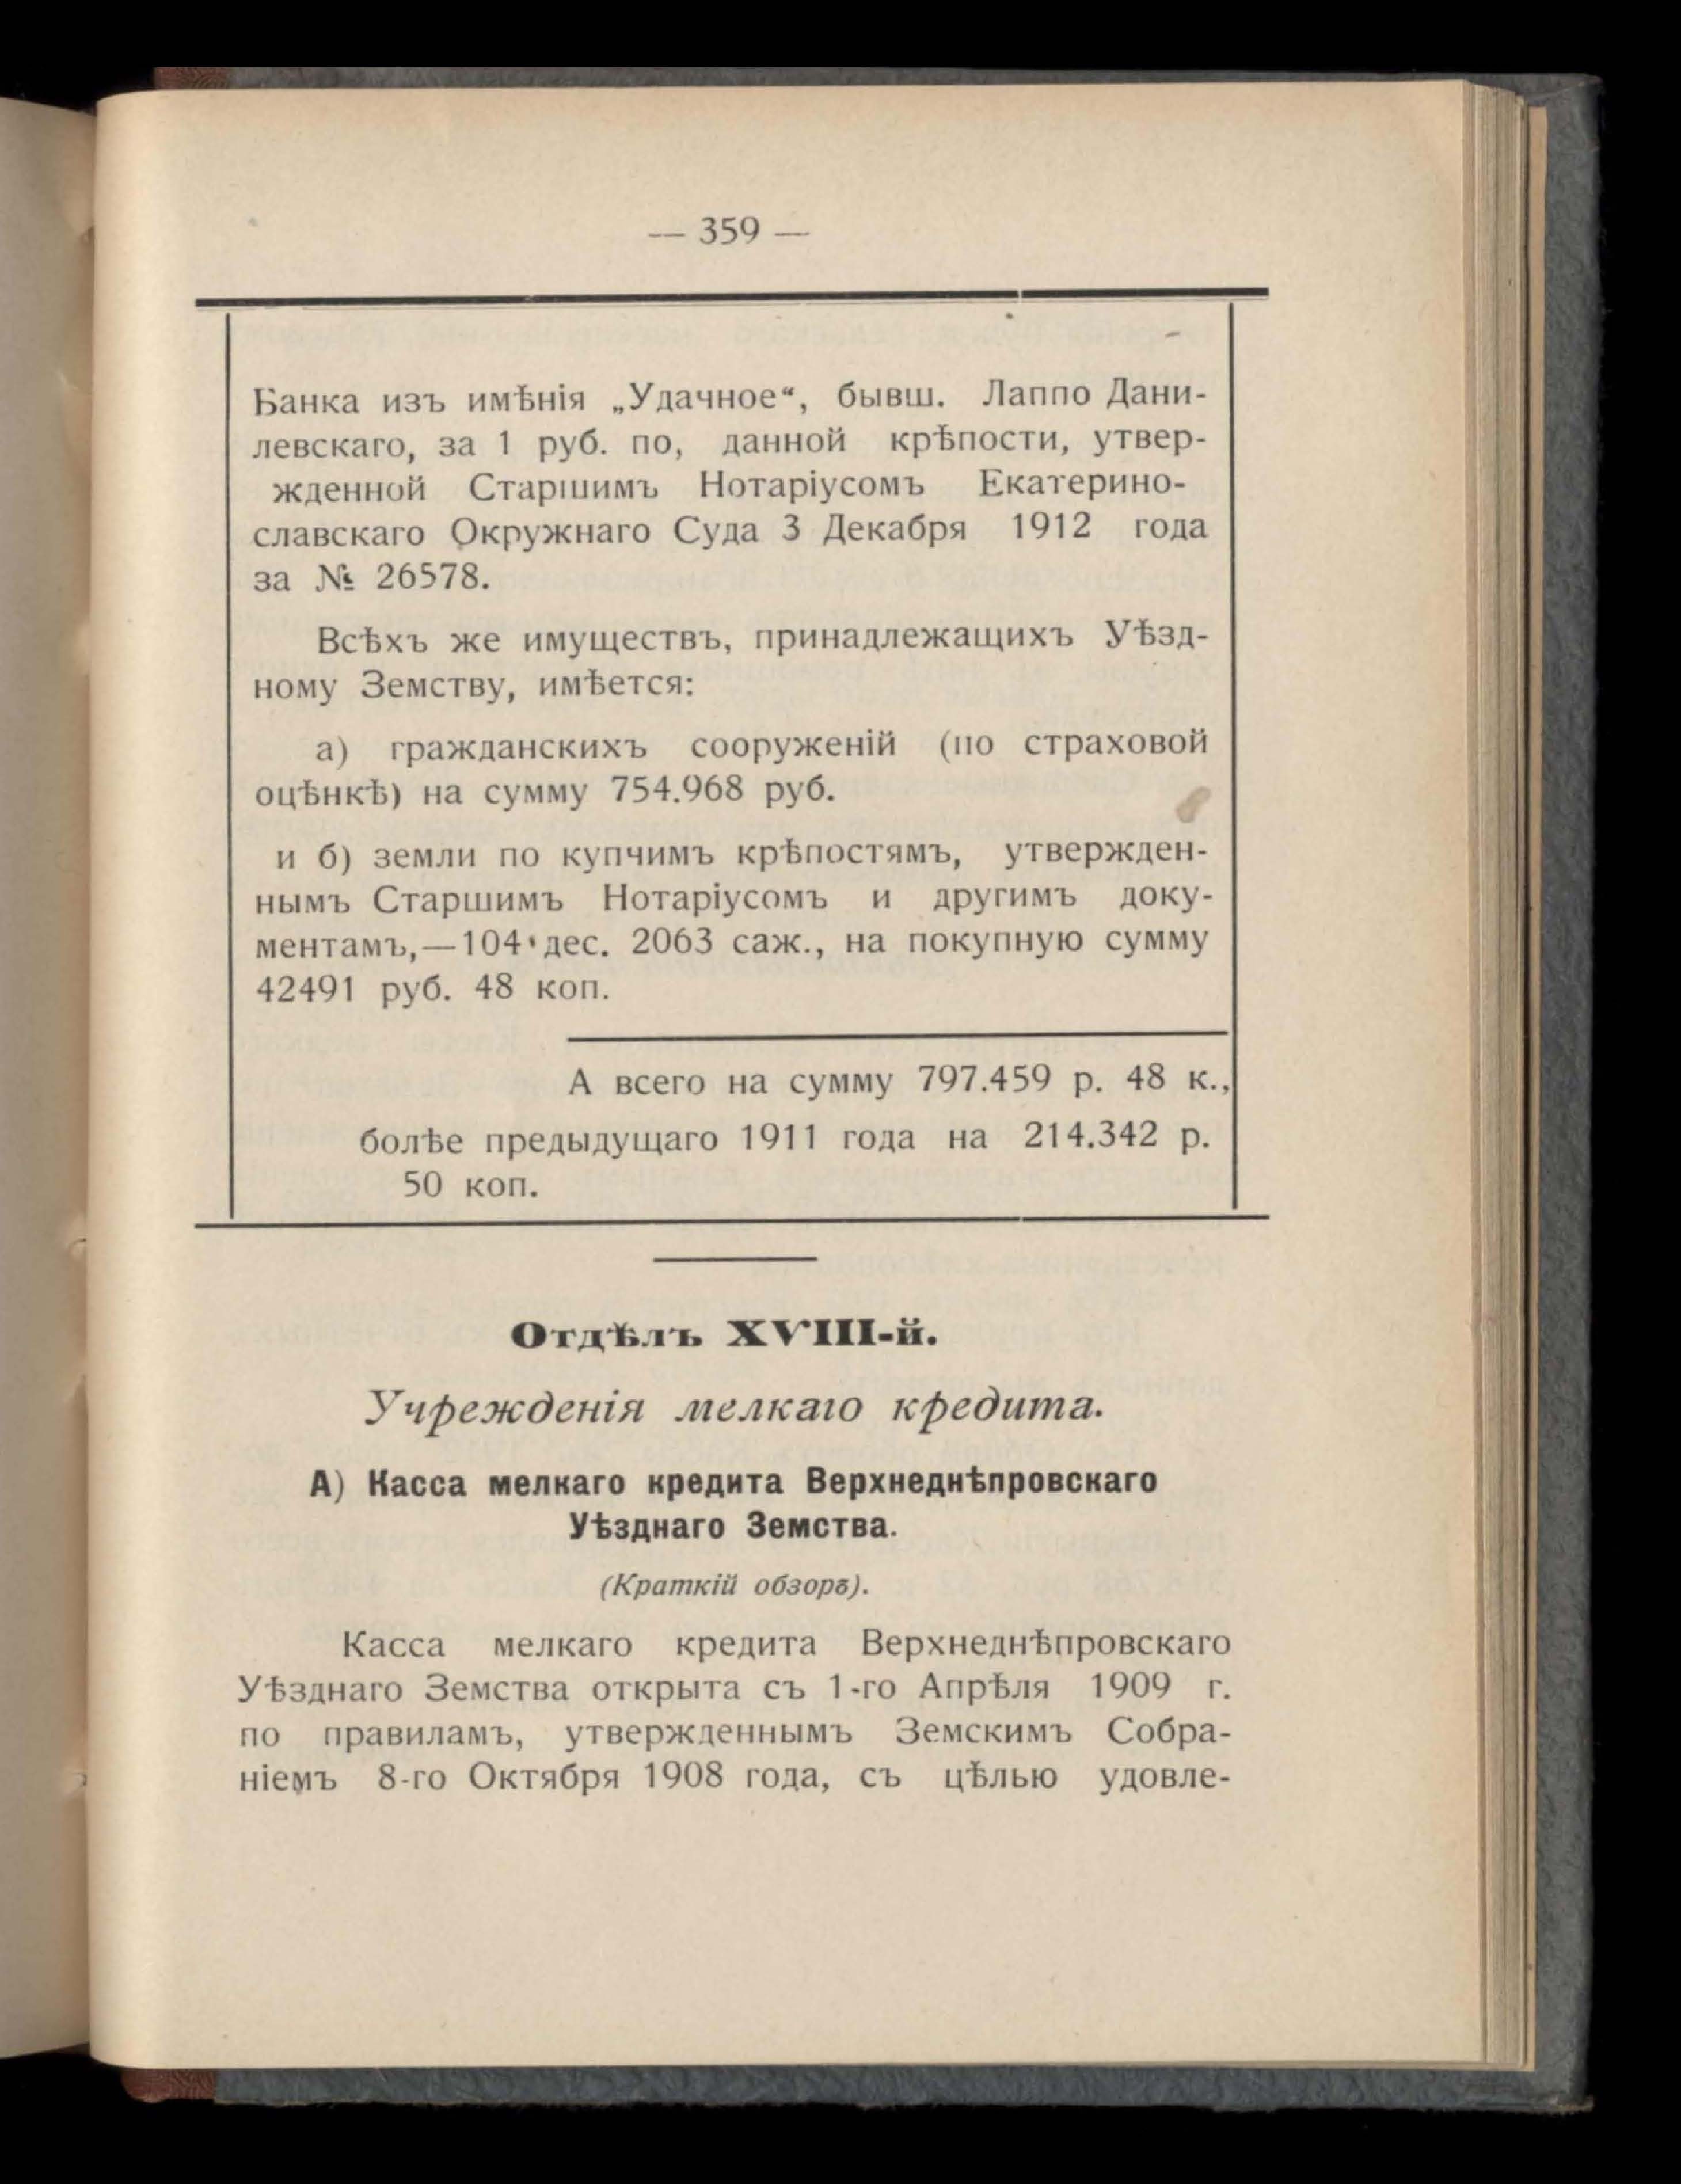 — 359 —
Банка изъ имѣнія „Удачное“, бывш. Лаппо Дани-
левскаго, за 1 руб. по, данной крѣпости, утвер-
жденной Старшимъ Нотаріусомъ Екатерино-
славскаго Окружнаго Суда 3 Декабря 1912 года
за № 26578.
Всѣхъ же имуществъ, принадлежащихъ Уѣзд-
ному Земству, имѣется:
а) гражданскихъ сооруженій (по страховой
оцѣнкѣ) на сумму 754.968 руб.
и б) земли по купчимъ крѣпостямъ, утвержден-
нымъ Старшимъ Нотаріусомъ и другимъ доку-
ментамъ,—104 дес. 2063 саж., на покупную сумму
42491 руб. 48 коп.
А всего на сумму 797.459 р. 48 к.,
болѣе предыдущаго 1911 года на 214.342 р.
50 коп.
Отдѣлъ XVIII-й.
Учрежденія мелкаго кредита.
А) Касса мелкаго кредита Верхнеднѣпровскаго
Уѣзднаго Земства.
(Краткій обзоръ).
Касса мелкаго кредита Верхнеднѣпровскаго
Уѣзднаго Земства открыта съ 1-го Апрѣля 1909 г.
по правиламъ, утвержденнымъ Земскимъ Собра-
ніемъ 8-го Октября 1908 года, съ цѣлью удовле-